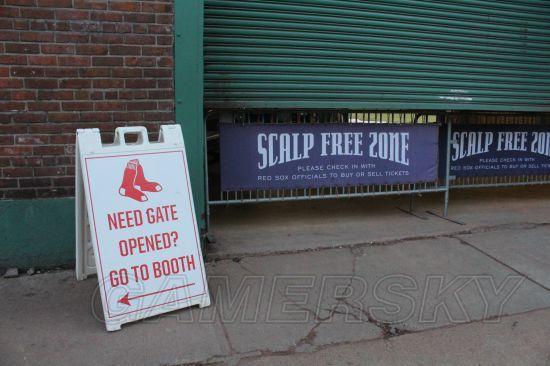 SCALP FREE ZONE
PLEASE CHECK IN WITH
RED SOX OFFICIALS TO BUY OR SELL TICKETS
SCALP FREE ZONE
PLEASE CHECK IN WITH
RED SOX OFFICIALS TO BUY OR SELL TICKETS
NEED GATE
OPENED?
GO TO BOOTH
GAMERSKY